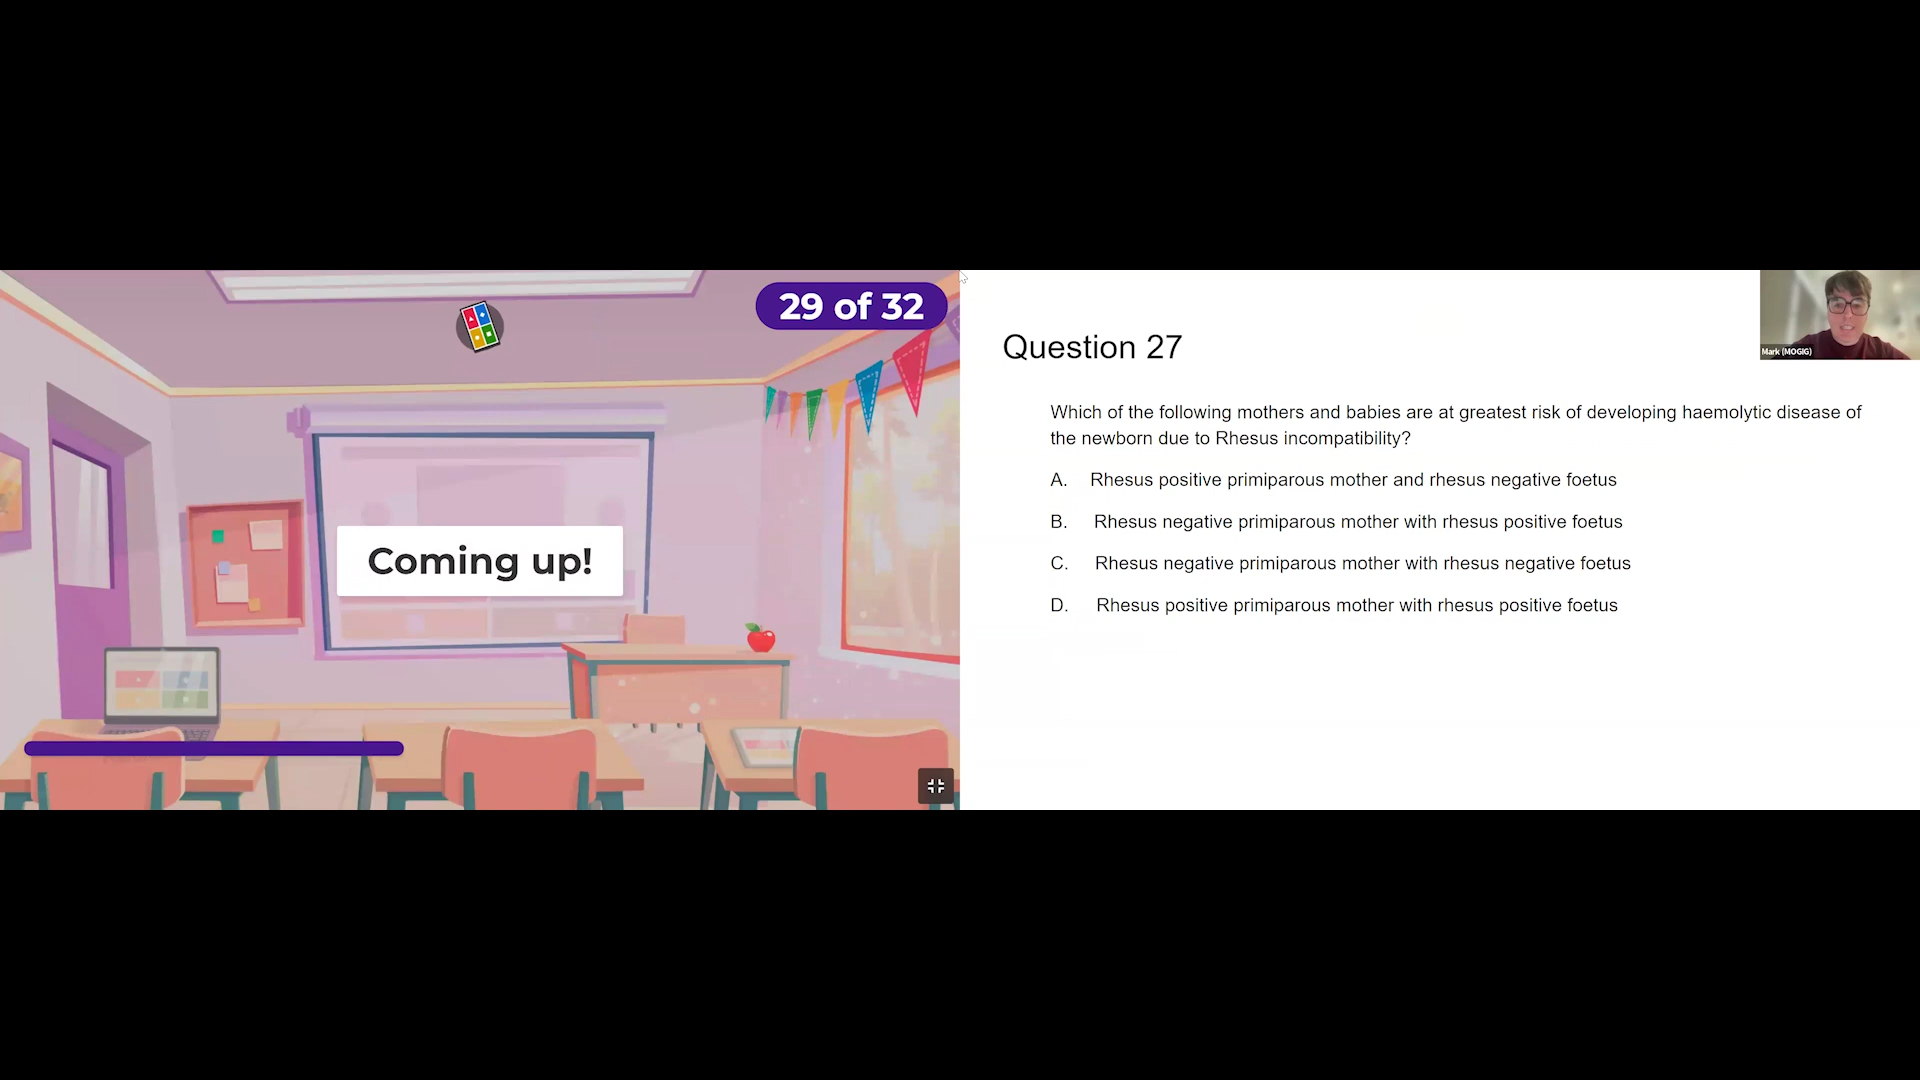 29 of 32
Coming up!
Question 27
Mark (MOGIG)
Which of the following mothers and babies are at greatest risk of developing haemolytic disease of
the newborn due to Rhesus incompatibility?
A. Rhesus positive primiparous mother and rhesus negative foetus
B. Rhesus negative primiparous mother with rhesus positive foetus
C. Rhesus negative primiparous mother with rhesus negative foetus
D. Rhesus positive primiparous mother with rhesus positive foetus